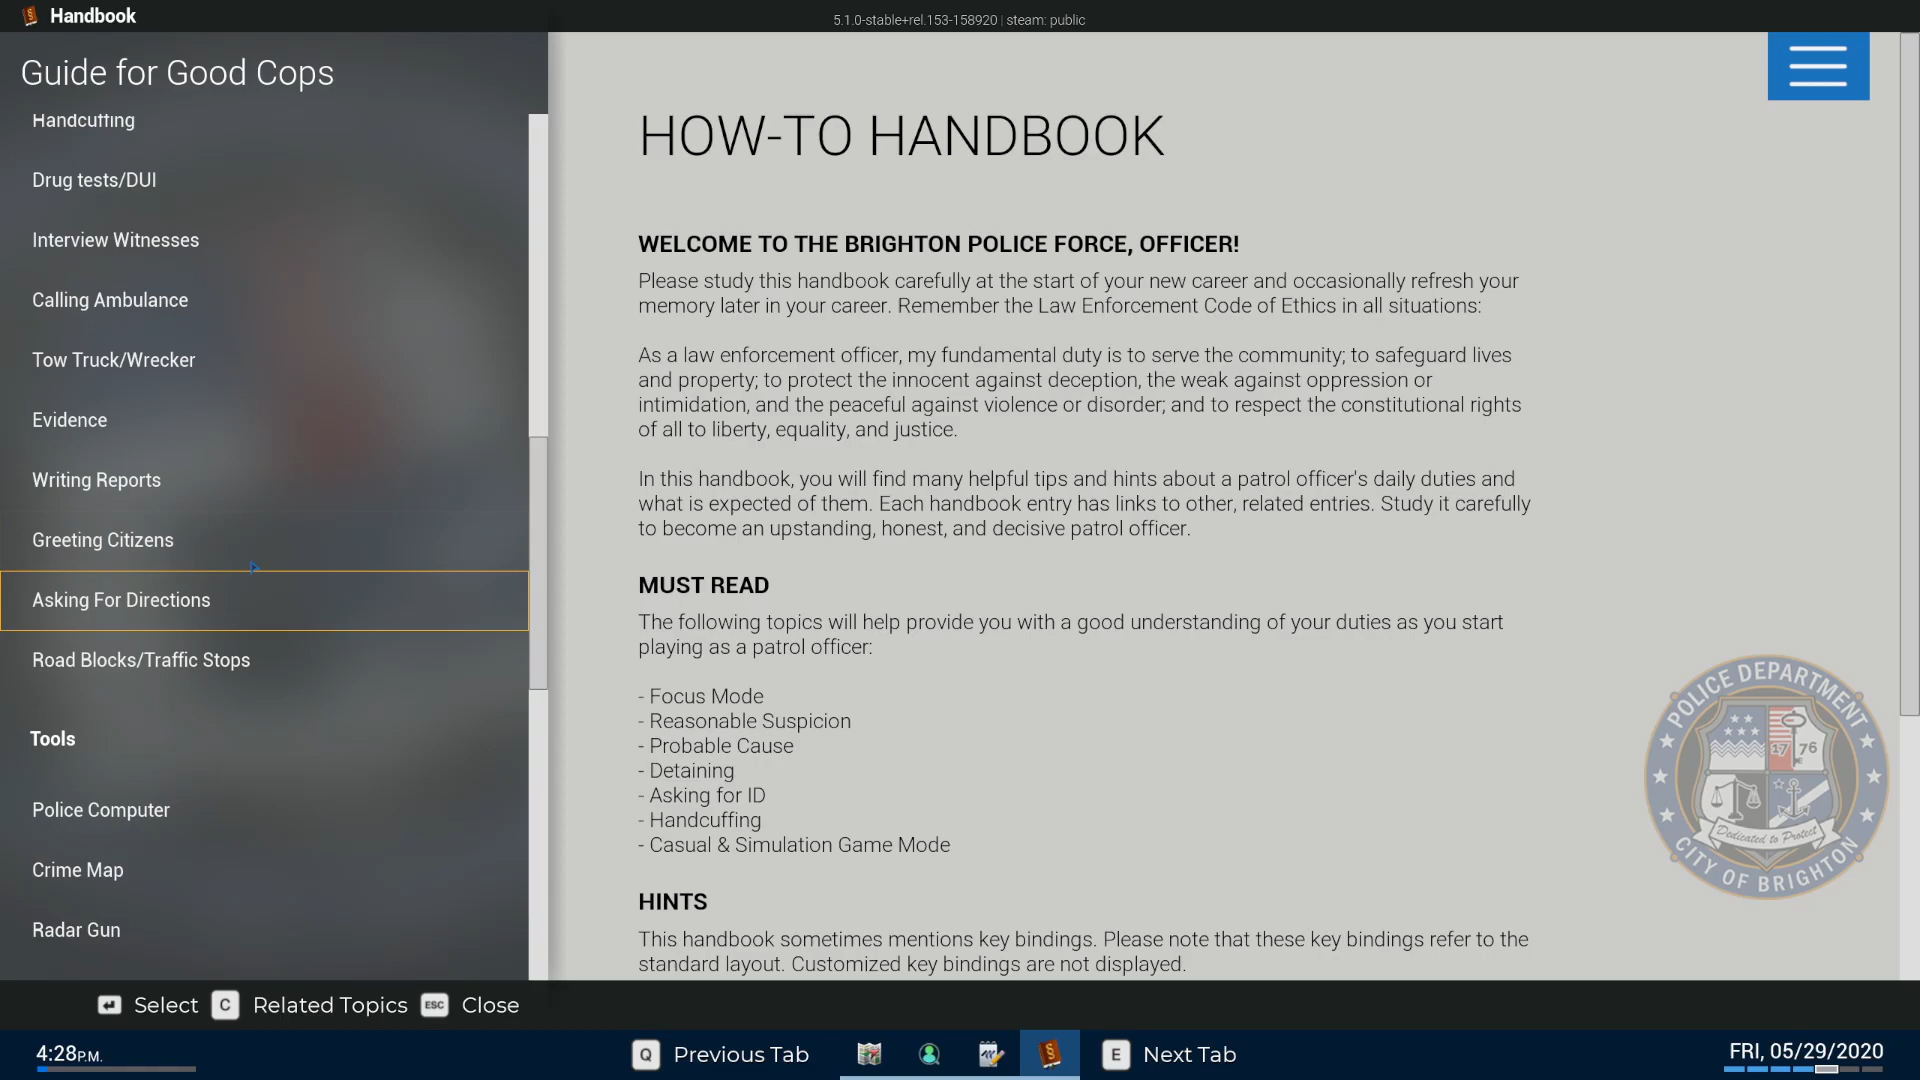 Handbook
5.1.0-stable+rel.153-158920 | steam: public
Guide for Good Cops
Handcuffing
Drug tests/DUI
Interview Witnesses
Calling Ambulance
Tow Truck/Wrecker
Evidence
Writing Reports
Greeting Citizens
Asking For Directions
Road Blocks/Traffic Stops
Tools
Police Computer
Crime Map
Radar Gun
HOW-TO HANDBOOK
WELCOME TO THE BRIGHTON POLICE FORCE, OFFICER!
Please study this handbook carefully at the start of your new career and occasionally refresh your
memory later in your career. Remember the Law Enforcement Code of Ethics in all situations:
As a law enforcement officer, my fundamental duty is to serve the community; to safeguard lives
and property; to protect the innocent against deception, the weak against oppression or
intimidation, and the peaceful against violence or disorder; and to respect the constitutional rights
of all to liberty, equality, and justice.
In this handbook, you will find many helpful tips and hints about a patrol officer's daily duties and
what is expected of them. Each handbook entry has links to other, related entries. Study it carefully
to become an upstanding, honest, and decisive patrol officer.
MUST READ
The following topics will help provide you with a good understanding of your duties as you start
playing as a patrol officer:
- Focus Mode
- Reasonable Suspicion
- Probable Cause
- Detaining
- Asking for ID
- Handcuffing
- Casual & Simulation Game Mode
HINTS
This handbook sometimes mentions key bindings. Please note that these key bindings refer to the
standard layout. Customized key bindings are not displayed.
POLICE DEPARTMENT
17 76
Dedicated to Protect
CITY OF BRIGHTON
Select C Related Topics ESC Close
4:28P.M.
Q Previous Tab E Next Tab
FRI, 05/29/2020